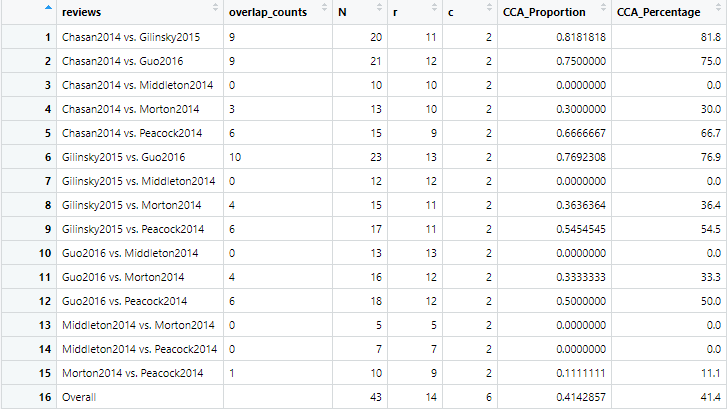 reviews overlap_counts N r c CCA_Proportion CCA_Percentage
1 Chasan2014 vs. Gilinsky2015 9 20 11 2 0.8181818 81.8
2 Chasan2014 vs. Guo2016 9 21 12 2 0.7500000 75.0
3 Chasan2014 vs. Middleton2014 0 10 10 2 0.0000000 0.0
4 Chasan2014 vs. Morton2014 3 13 10 2 0.3000000 30.0
5 Chasan2014 vs. Peacock2014 6 15 9 2 0.6666667 66.7
6 Gilinsky2015 vs. Guo2016 10 23 13 2 0.7692308 76.9
7 Gilinsky2015 vs. Middleton2014 0 12 12 2 0.0000000 0.0
8 Gilinsky2015 vs. Morton2014 4 15 11 2 0.3636364 36.4
9 Gilinsky2015 vs. Peacock2014 6 17 11 2 0.5454545 54.5
10 Guo2016 vs. Middleton2014 0 13 13 2 0.0000000 0.0
11 Guo2016 vs. Morton2014 4 16 12 2 0.3333333 33.3
12 Guo2016 vs. Peacock2014 6 18 12 2 0.5000000 50.0
13 Middleton2014 vs. Morton2014 0 5 5 2 0.0000000 0.0
14 Middleton2014 vs. Peacock2014 0 7 7 2 0.0000000 0.0
15 Morton2014 vs. Peacock2014 1 10 9 2 0.1111111 11.1
16 Overall 43 14 6 0.4142857 41.4